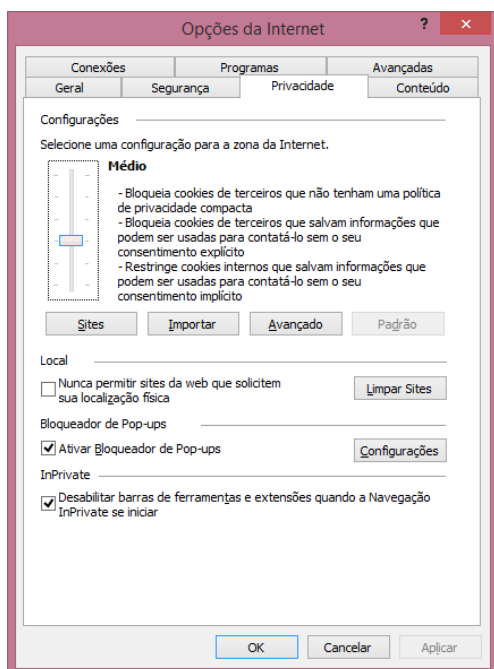 Opções da Internet
?
×
Conexões Programas Avançadas
Geral Segurança Privacidade Conteúdo
Configurações
Selecione uma configuração para a zona da Internet.
Médio
- Bloqueia cookies de terceiros que não tenham uma política
de privacidade compacta
- Bloqueia cookies de terceiros que salvam informações que
podem ser usadas para contatá-lo sem o seu
consentimento explícito
- Restringe cookies internos que salvam informações que
podem ser usadas para contatá-lo sem o seu
consentimento implícito
Sites Importar Avançado Padrão
Local
Nunca permitir sites da web que solicitem
sua localização física
Limpar Sites
Bloqueador de Pop-ups
Ativar Bloqueador de Pop-ups
Configurações
InPrivate
Desabilitar barras de ferramentas e extensões quando a Navegação
InPrivate se iniciar
OK Cancelar Aplicar